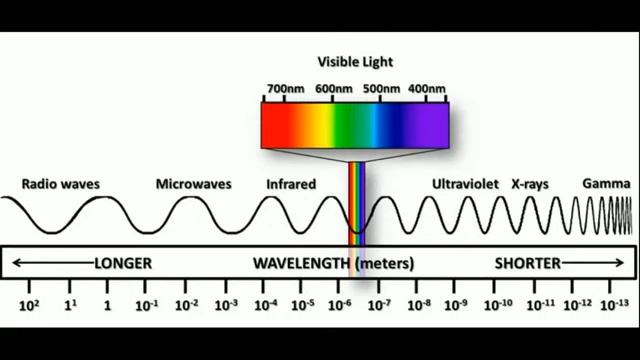 Visible Light
700nm 600nm 500nm 400nm
Radio waves Microwaves Infrared Ultraviolet X-rays Gamma
LONGER WAVELENGTH (meters) SHORTER
10² 1¹ 1 10⁻¹ 10⁻² 10⁻³ 10⁻⁴ 10⁻⁵ 10⁻⁶ 10⁻⁷ 10⁻⁸ 10⁻⁹ 10⁻¹⁰ 10⁻¹¹ 10⁻¹² 10⁻¹³